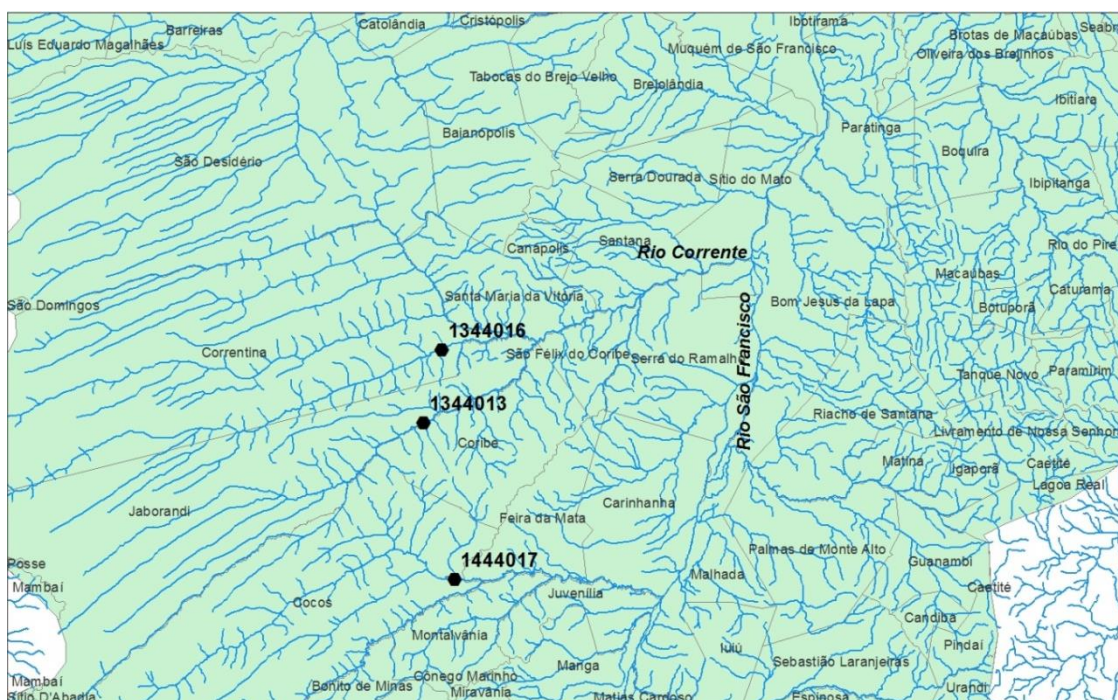 Ibotirama
Catolândia
Cristópolis
Barreiras
Seabr
Brotas de Macaúbas
Luis Eduardo Magalhães
Muquém de São Francisco
Oliveira dos Brejinhos
Tabocas do Brejo Velho
Brejolândia
Ibitiara
Baianópolis
Paratinga
Boquira
São Desidério
Serra Dourada
Sítio do Mato
Ibipitanga
Canápolis
Santana
Rio Corrente
Rio do Pire
Macaúbas
Caturama
Santa Maria da Vitória
Bom Jesus da Lapa
Botuporã
São Domingos
1344016
Correntina
São Félix do Coribe
Serra do Ramalho
Rio São Francisco
Paramirim
Tanque Novo
1344013
Riacho de Santana
Livramento de Nossa Senhor
Coribe
Matina
Igaporã
Caetité
Lagoa Real
Jaborandi
Carinhanha
Feira da Mata
Palmas de Monte Alto
Posse
1444017
Guanambi
Mambaí
Malhada
Caetité
Cocos
Juvenília
Candiba
Montalvânia
Pindaí
Iuiú
Sebastião Laranjeiras
Manga
Cônego Marinho
Mambaí
Bonito de Minas
Miravânia
Urandi
Sítio D'Abadia
Matias Cardoso
Espinosa